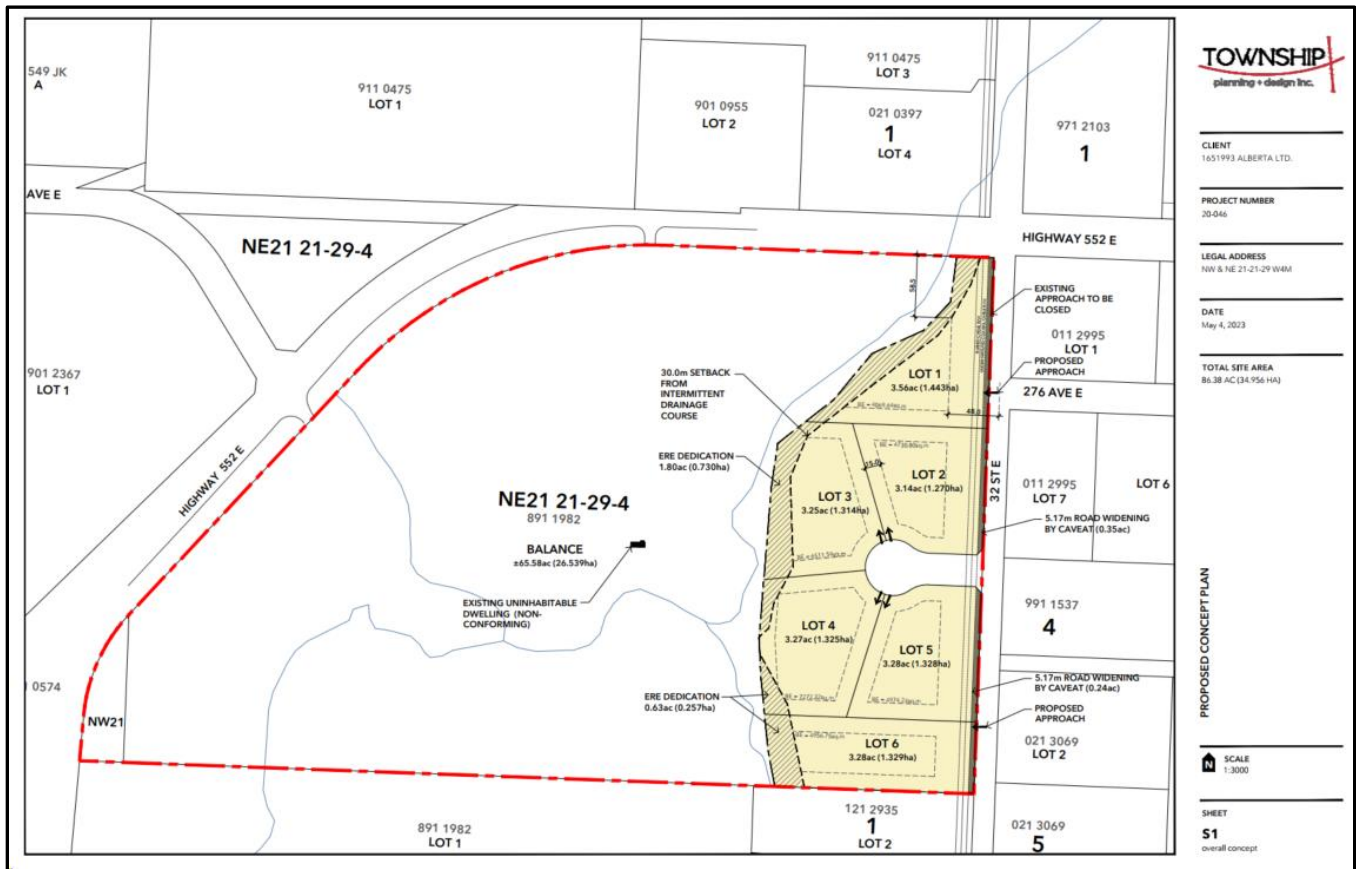 549 JK
A
911 0475
LOT 1
901 0955
LOT 2
911 0475
LOT 3
021 0397
1
LOT 4
971 2103
1
AVE E
NE21 21-29-4
HIGHWAY 552 E
901 2367
LOT 1
HIGHWAY 552 E
58.5
EXISTING
APPROACH TO BE
CLOSED
011 2995
LOT 1
PROPOSED
APPROACH
276 AVE E
LOT 1
3.56ac (1.443ha)
48.0
30.0m SETBACK
FROM
INTERMITTENT
DRAINAGE
COURSE
ERE DEDICATION
1.80ac (0.730ha)
LOT 2
3.14ac (1.270ha)
15.0
LOT 3
3.25ac (1.314ha)
32 ST E
011 2995
LOT 7
LOT 6
5.17m ROAD WIDENING
BY CAVEAT (0.35ac)
NE21 21-29-4
891 1982
BALANCE
±65.58ac (26.539ha)
EXISTING UNINHABITABLE
DWELLING (NON-
CONFORMING)
LOT 4
3.27ac (1.325ha)
LOT 5
3.28ac (1.328ha)
991 1537
4
5.17m ROAD WIDENING
BY CAVEAT (0.24ac)
ERE DEDICATION
0.63ac (0.257ha)
PROPOSED
APPROACH
LOT 6
3.28ac (1.329ha)
021 3069
LOT 2
0574
NW21
891 1982
LOT 1
121 2935
1
LOT 2
021 3069
5
TOWNSHIP
planning + design inc.
CLIENT
1651993 ALBERTA LTD.
PROJECT NUMBER
20-046
LEGAL ADDRESS
NW & NE 21-21-29 W4M
DATE
May 4, 2023
TOTAL SITE AREA
86.38 AC (34.956 HA)
PROPOSED CONCEPT PLAN
N
SCALE
1:3000
SHEET
S1
overall concept